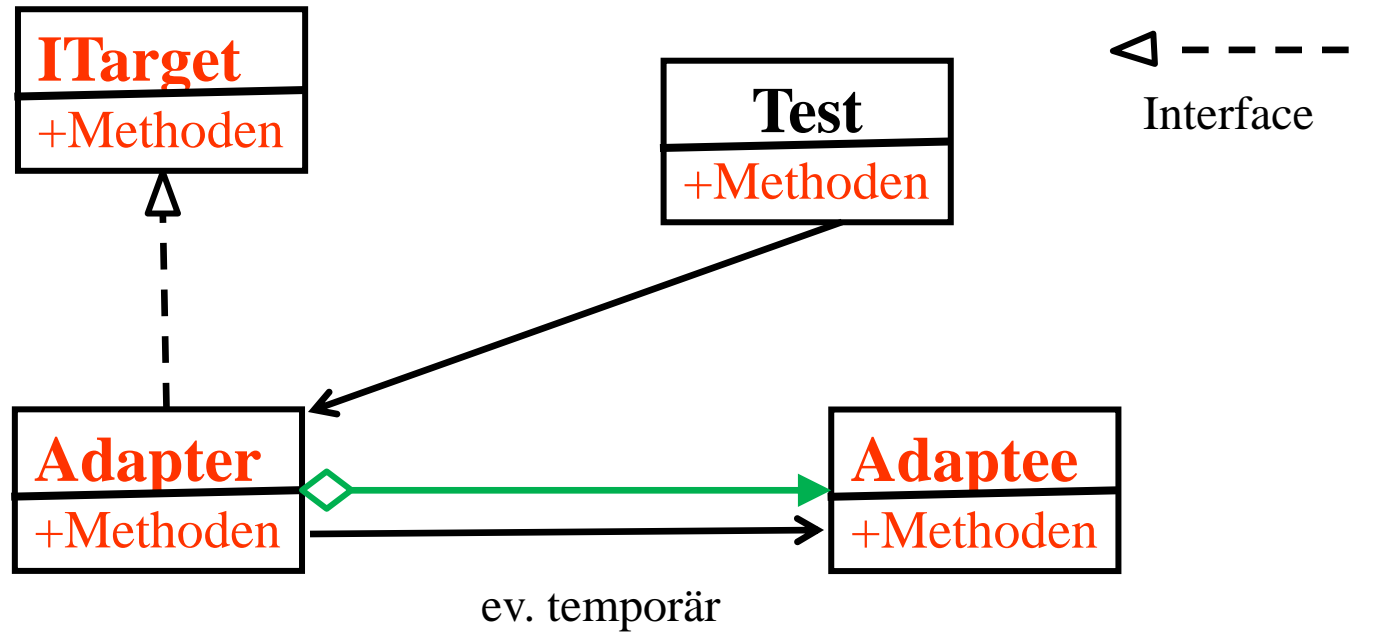 ITarget
+Methoden
Test
+Methoden
Interface
Adapter
+Methoden
Adaptee
+Methoden
ev. temporär